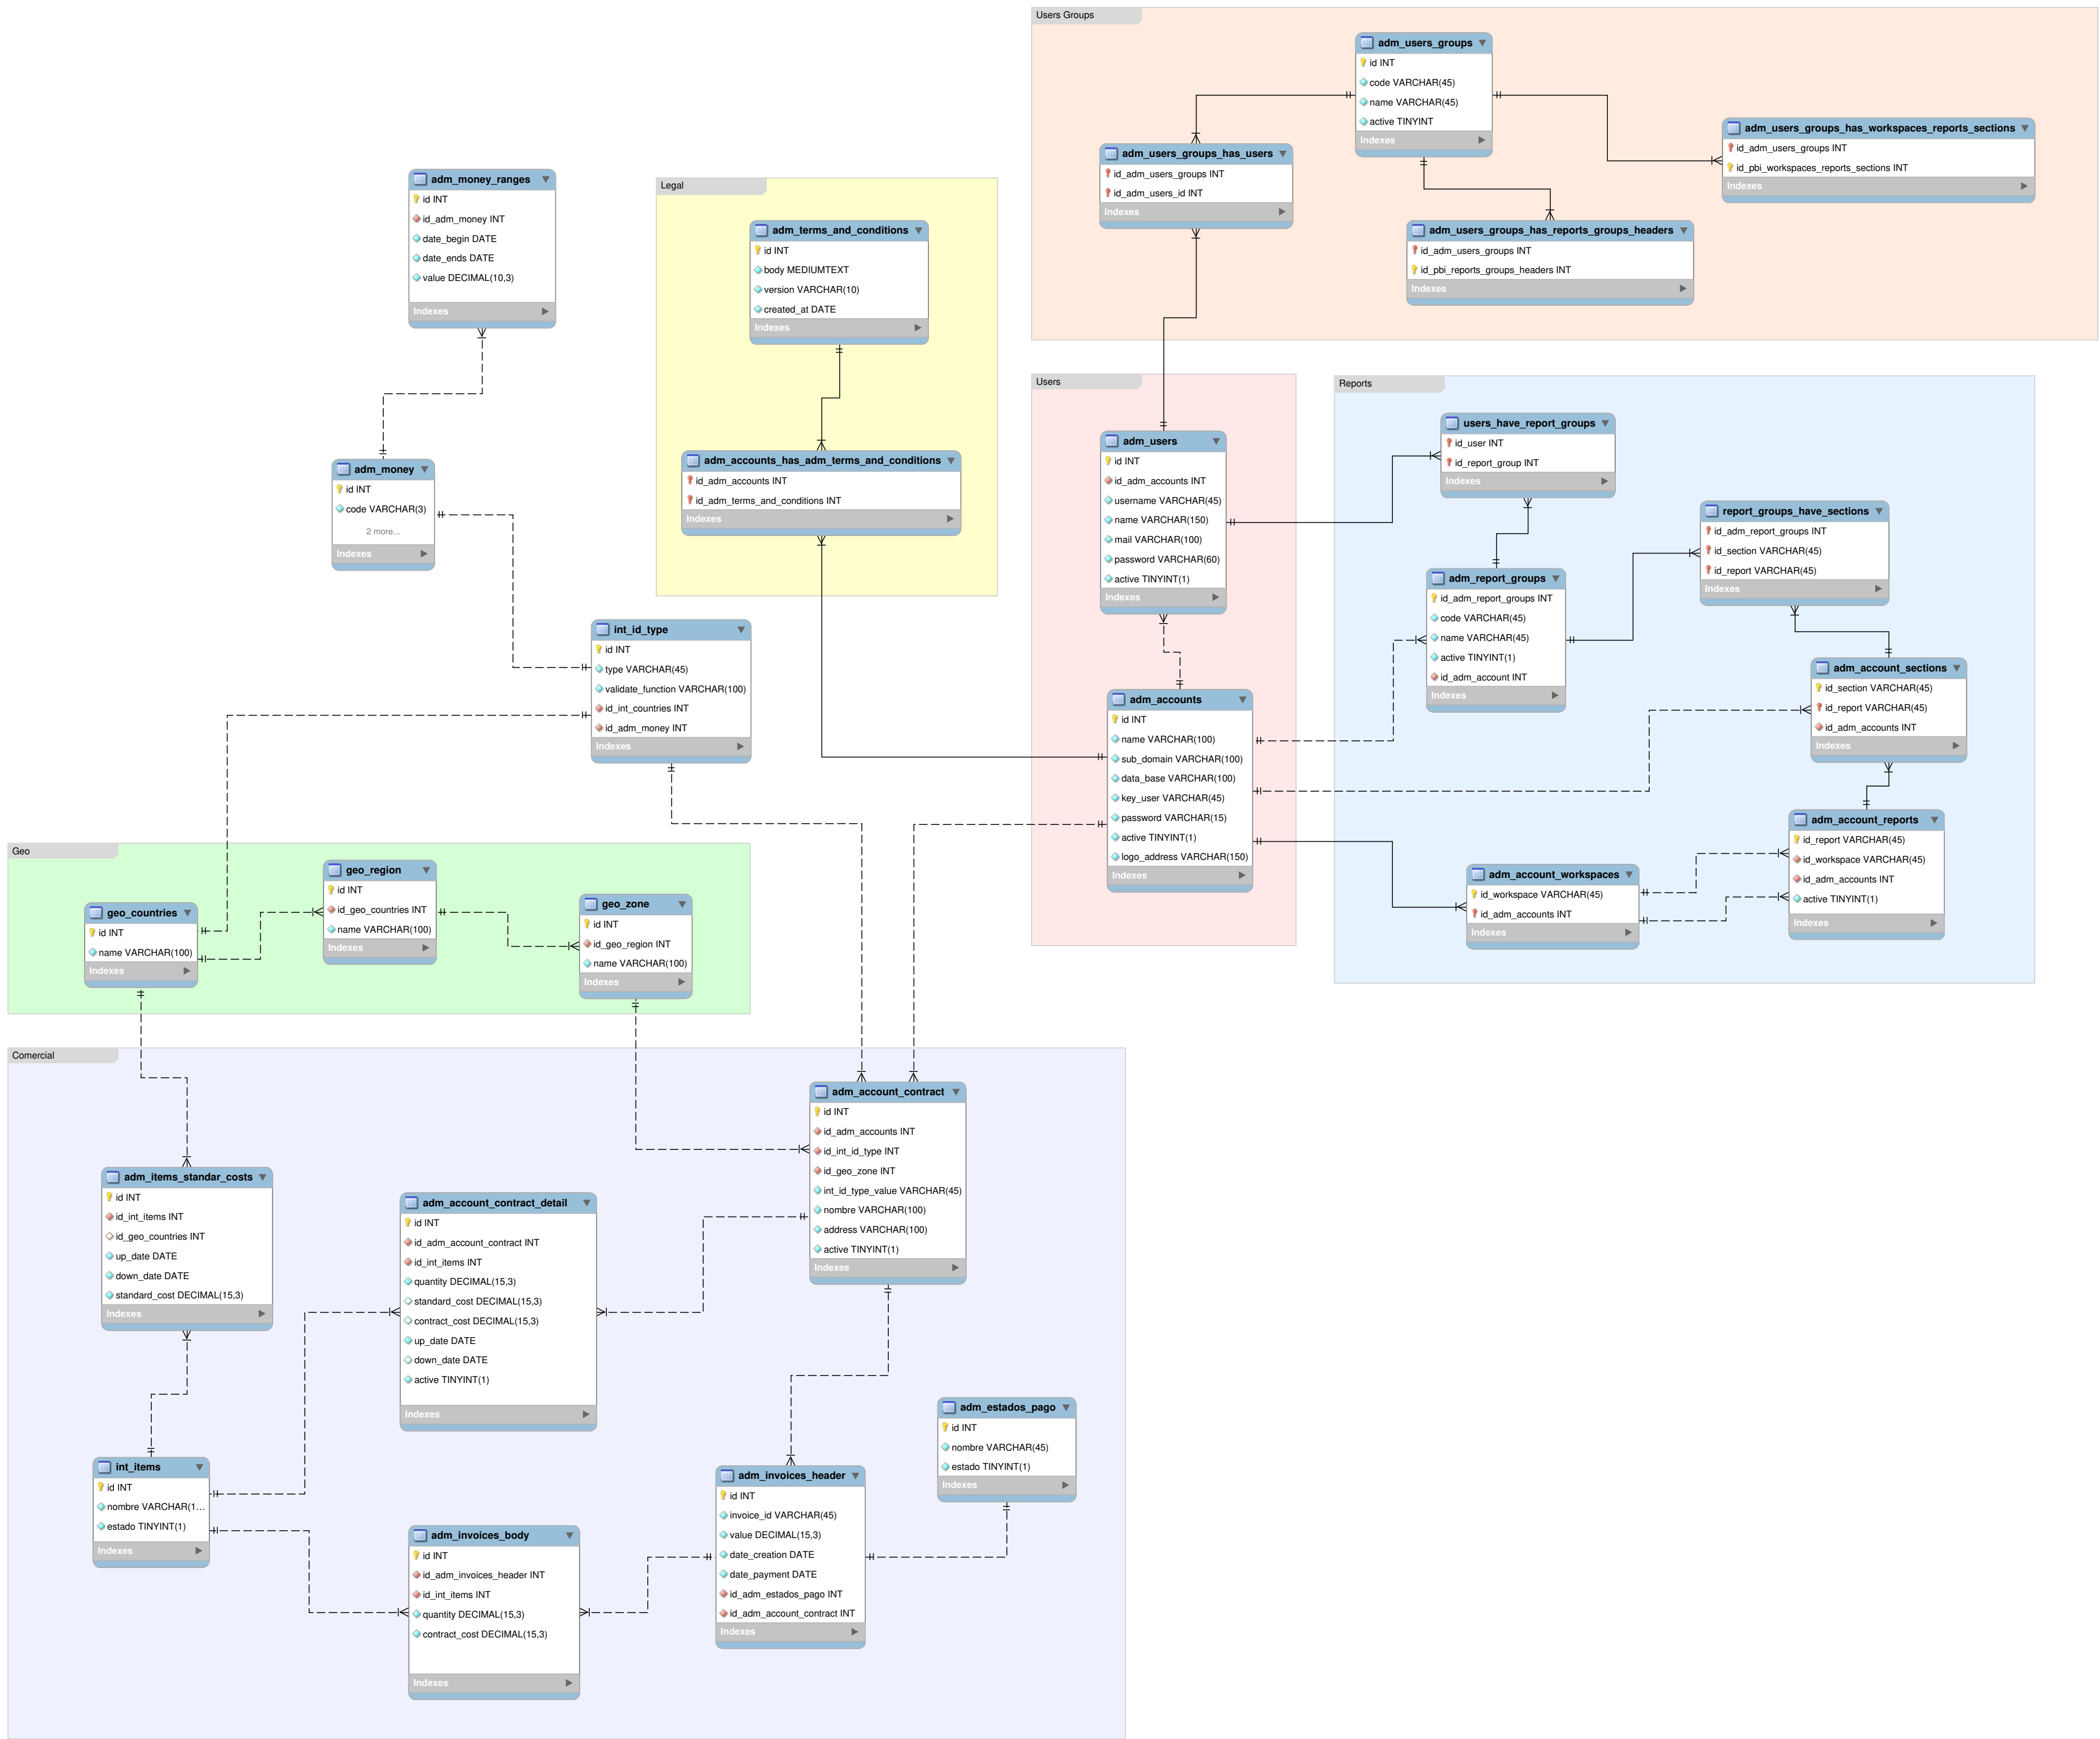 Users Groups
adm_users_groups
id INT
code VARCHAR(45)
name VARCHAR(45)
active TINYINT
Indexes
adm_users_groups_has_users
id_adm_users_groups INT
id_adm_users_id INT
Indexes
adm_users_groups_has_workspaces_reports_sections
id_adm_users_groups INT
id_pbi_workspaces_reports_sections INT
Indexes
adm_users_groups_has_reports_groups_headers
id_adm_users_groups INT
id_pbi_reports_groups_headers INT
Indexes
adm_money_ranges
id INT
id_adm_money INT
date_begin DATE
date_ends DATE
value DECIMAL(10,3)
Indexes
Legal
adm_terms_and_conditions
id INT
body MEDIUMTEXT
version VARCHAR(10)
created_at DATE
Indexes
adm_accounts_has_adm_terms_and_conditions
id_adm_accounts INT
id_adm_terms_and_conditions INT
Indexes
adm_money
id INT
code VARCHAR(3)
2 more...
Indexes
int_id_type
id INT
type VARCHAR(45)
validate_function VARCHAR(100)
id_int_countries INT
id_adm_money INT
Indexes
Users
adm_users
id INT
id_adm_accounts INT
username VARCHAR(45)
name VARCHAR(150)
mail VARCHAR(100)
password VARCHAR(60)
active TINYINT(1)
Indexes
adm_accounts
id INT
name VARCHAR(100)
sub_domain VARCHAR(100)
data_base VARCHAR(100)
key_user VARCHAR(45)
password VARCHAR(15)
active TINYINT(1)
logo_address VARCHAR(150)
Indexes
Reports
users_have_report_groups
id_user INT
id_report_group INT
Indexes
report_groups_have_sections
id_adm_report_groups INT
id_section VARCHAR(45)
id_report VARCHAR(45)
Indexes
adm_report_groups
id_adm_report_groups INT
code VARCHAR(45)
name VARCHAR(45)
active TINYINT(1)
id_adm_account INT
Indexes
adm_account_sections
id_section VARCHAR(45)
id_report VARCHAR(45)
id_adm_accounts INT
Indexes
adm_account_reports
id_report VARCHAR(45)
id_workspace VARCHAR(45)
id_adm_accounts INT
active TINYINT(1)
Indexes
adm_account_workspaces
id_workspace VARCHAR(45)
id_adm_accounts INT
Indexes
Geo
geo_countries
id INT
name VARCHAR(100)
Indexes
geo_region
id INT
id_geo_countries INT
name VARCHAR(100)
Indexes
geo_zone
id INT
id_geo_region INT
name VARCHAR(100)
Indexes
Comercial
adm_account_contract
id INT
id_adm_accounts INT
id_int_id_type INT
id_geo_zone INT
int_id_type_value VARCHAR(45)
nombre VARCHAR(100)
address VARCHAR(100)
active TINYINT(1)
Indexes
adm_items_standar_costs
id INT
id_int_items INT
id_geo_countries INT
up_date DATE
down_date DATE
standard_cost DECIMAL(15,3)
Indexes
adm_account_contract_detail
id INT
id_adm_account_contract INT
id_int_items INT
quantity DECIMAL(15,3)
standard_cost DECIMAL(15,3)
contract_cost DECIMAL(15,3)
up_date DATE
down_date DATE
active TINYINT(1)
Indexes
adm_estados_pago
id INT
nombre VARCHAR(45)
estado TINYINT(1)
Indexes
int_items
id INT
nombre VARCHAR(1...
estado TINYINT(1)
Indexes
adm_invoices_header
id INT
invoice_id VARCHAR(45)
value DECIMAL(15,3)
date_creation DATE
date_payment DATE
id_adm_estados_pago INT
id_adm_account_contract INT
Indexes
adm_invoices_body
id INT
id_adm_invoices_header INT
id_int_items INT
quantity DECIMAL(15,3)
contract_cost DECIMAL(15,3)
Indexes